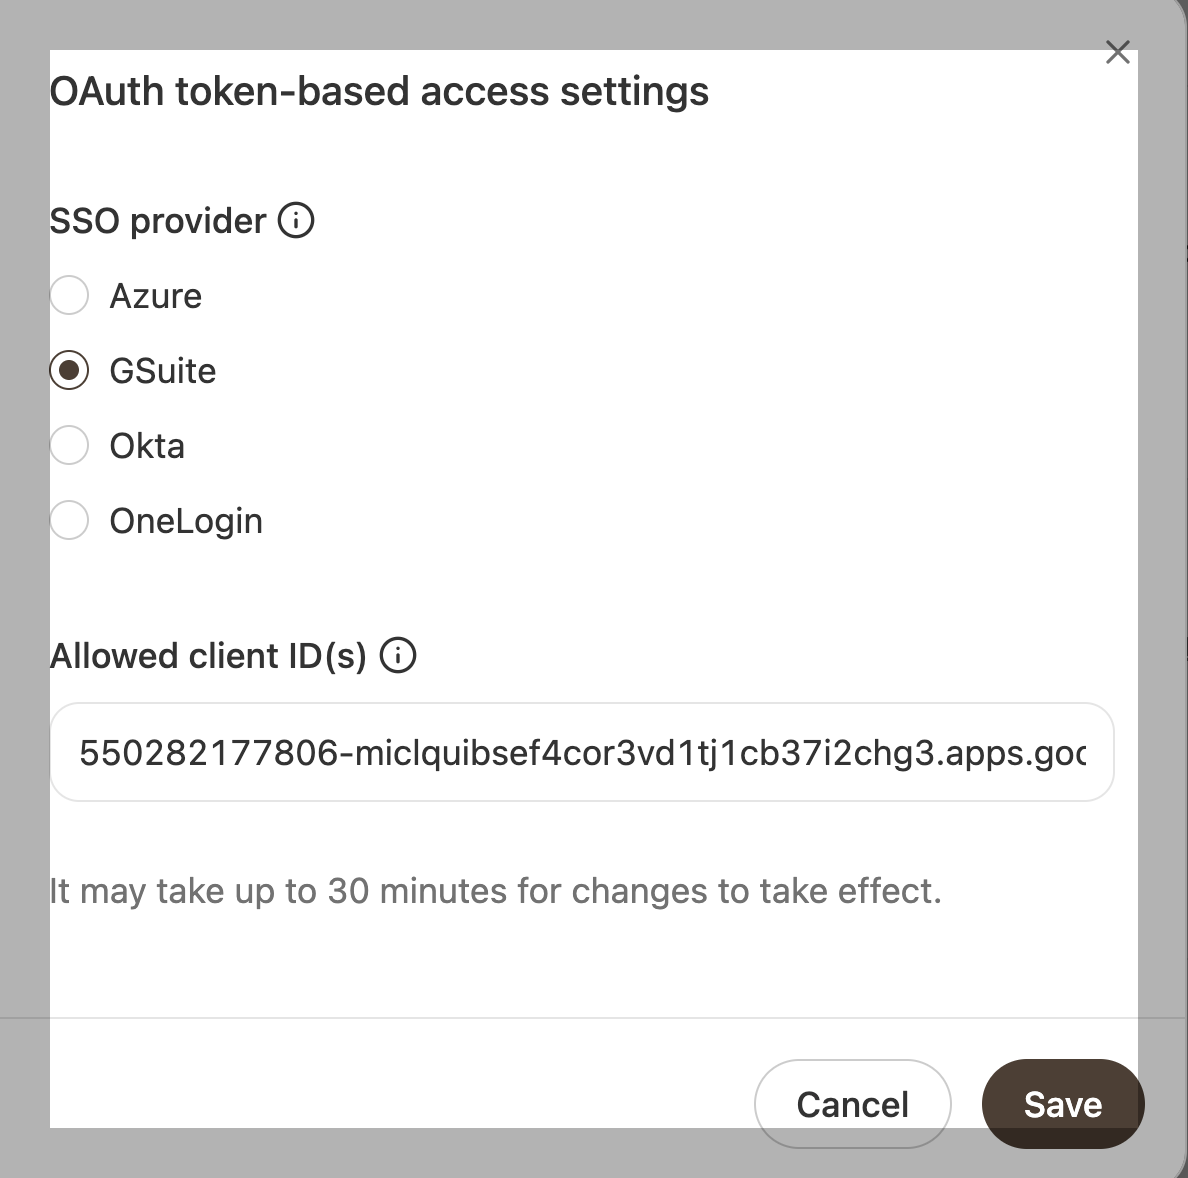 OAuth token-based access settings
SSO provider
Azure
GSuite
Okta
OneLogin
Allowed client ID(s)
550282177806-miclquibsef4cor3vd1tj1cb37i2chg3.apps.goo
It may take up to 30 minutes for changes to take effect.
Cancel
Save